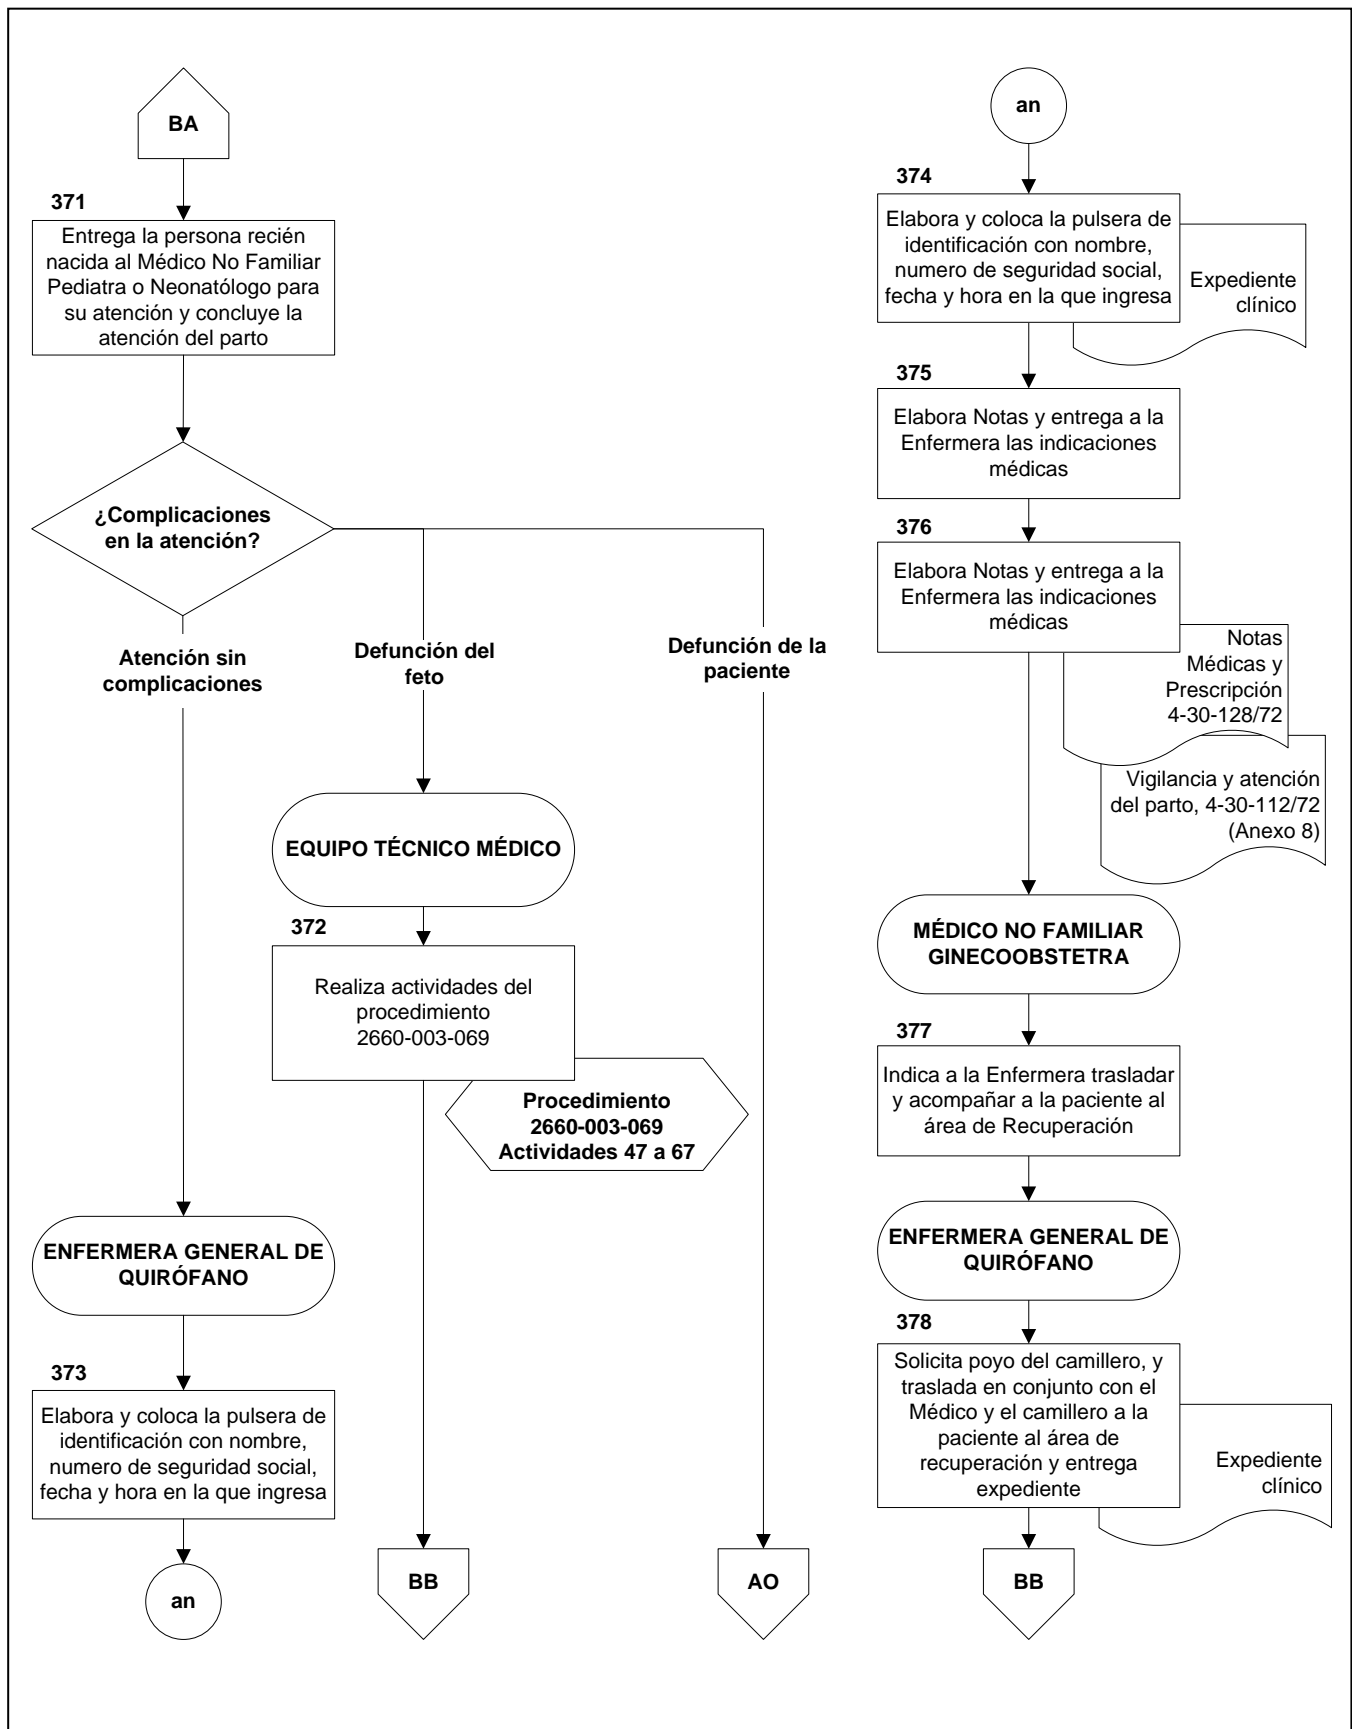 BA
371
Entrega la persona recién
nacida al Médico No Familiar
Pediatra o Neonatólogo para
su atención y concluye la
atención del parto
¿Complicaciones
en la atención?
Atención sin
complicaciones
Defunción del
feto
Defunción de la
paciente
EQUIPO TÉCNICO MÉDICO
372
Realiza actividades del
procedimiento
2660-003-069
Procedimiento
2660-003-069
Actividades 47 a 67
ENFERMERA GENERAL DE
QUIRÓFANO
373
Elabora y coloca la pulsera de
identificación con nombre,
numero de seguridad social,
fecha y hora en la que ingresa
an
BB
AO
an
374
Elabora y coloca la pulsera de
identificación con nombre,
numero de seguridad social,
fecha y hora en la que ingresa
Expediente
clínico
375
Elabora Notas y entrega a la
Enfermera las indicaciones
médicas
376
Elabora Notas y entrega a la
Enfermera las indicaciones
médicas
Notas
Médicas y
Prescripción
4-30-128/72
Vigilancia y atención
del parto, 4-30-112/72
(Anexo 8)
MÉDICO NO FAMILIAR
GINECOOBSTETRA
377
Indica a la Enfermera trasladar
y acompañar a la paciente al
área de Recuperación
ENFERMERA GENERAL DE
QUIRÓFANO
378
Solicita poyo del camillero, y
traslada en conjunto con el
Médico y el camillero a la
paciente al área de
recuperación y entrega
expediente
Expediente
clínico
BB